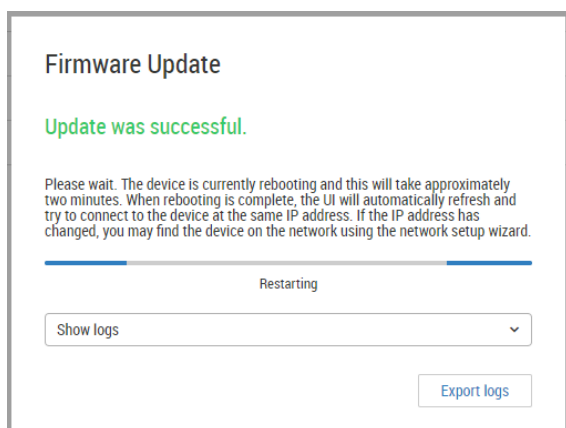 Firmware Update
Update was successful.
Please wait. The device is currently rebooting and this will take approximately
two minutes. When rebooting is complete, the UI will automatically refresh and
try to connect to the device at the same IP address. If the IP address has
changed, you may find the device on the network using the network setup wizard.
Restarting
Show logs
Export logs